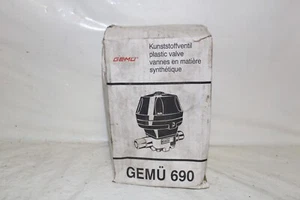 GEMÜ
Kunststoffventil
plastic valve
vannes en matière
synthétique
GEMÜ 690